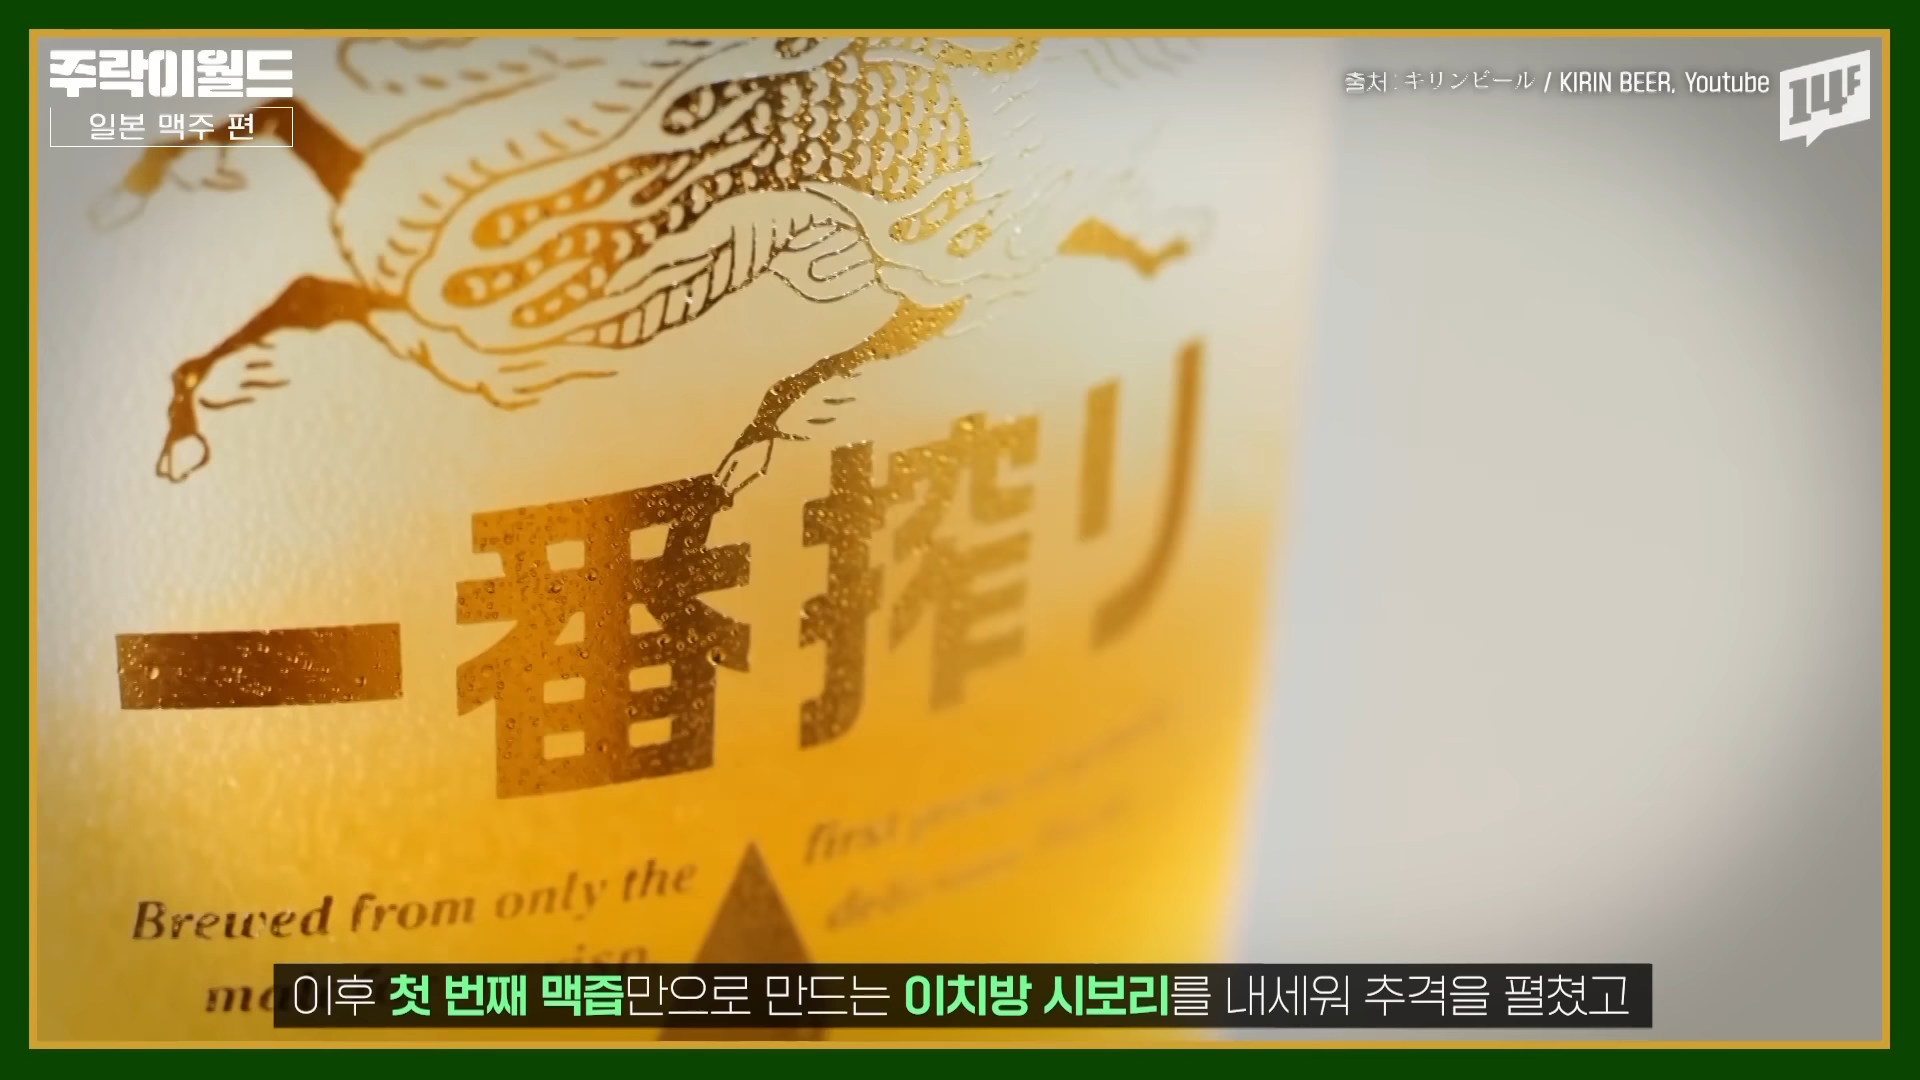 주락이월드
일본 맥주 편
출처: キリンビール / KIRIN BEER, Youtube
14F
一番搾り
Brewed from only the
first
이후 첫 번째 맥즙만으로 만드는 이치방 시보리를 내세워 추격을 펼쳤고